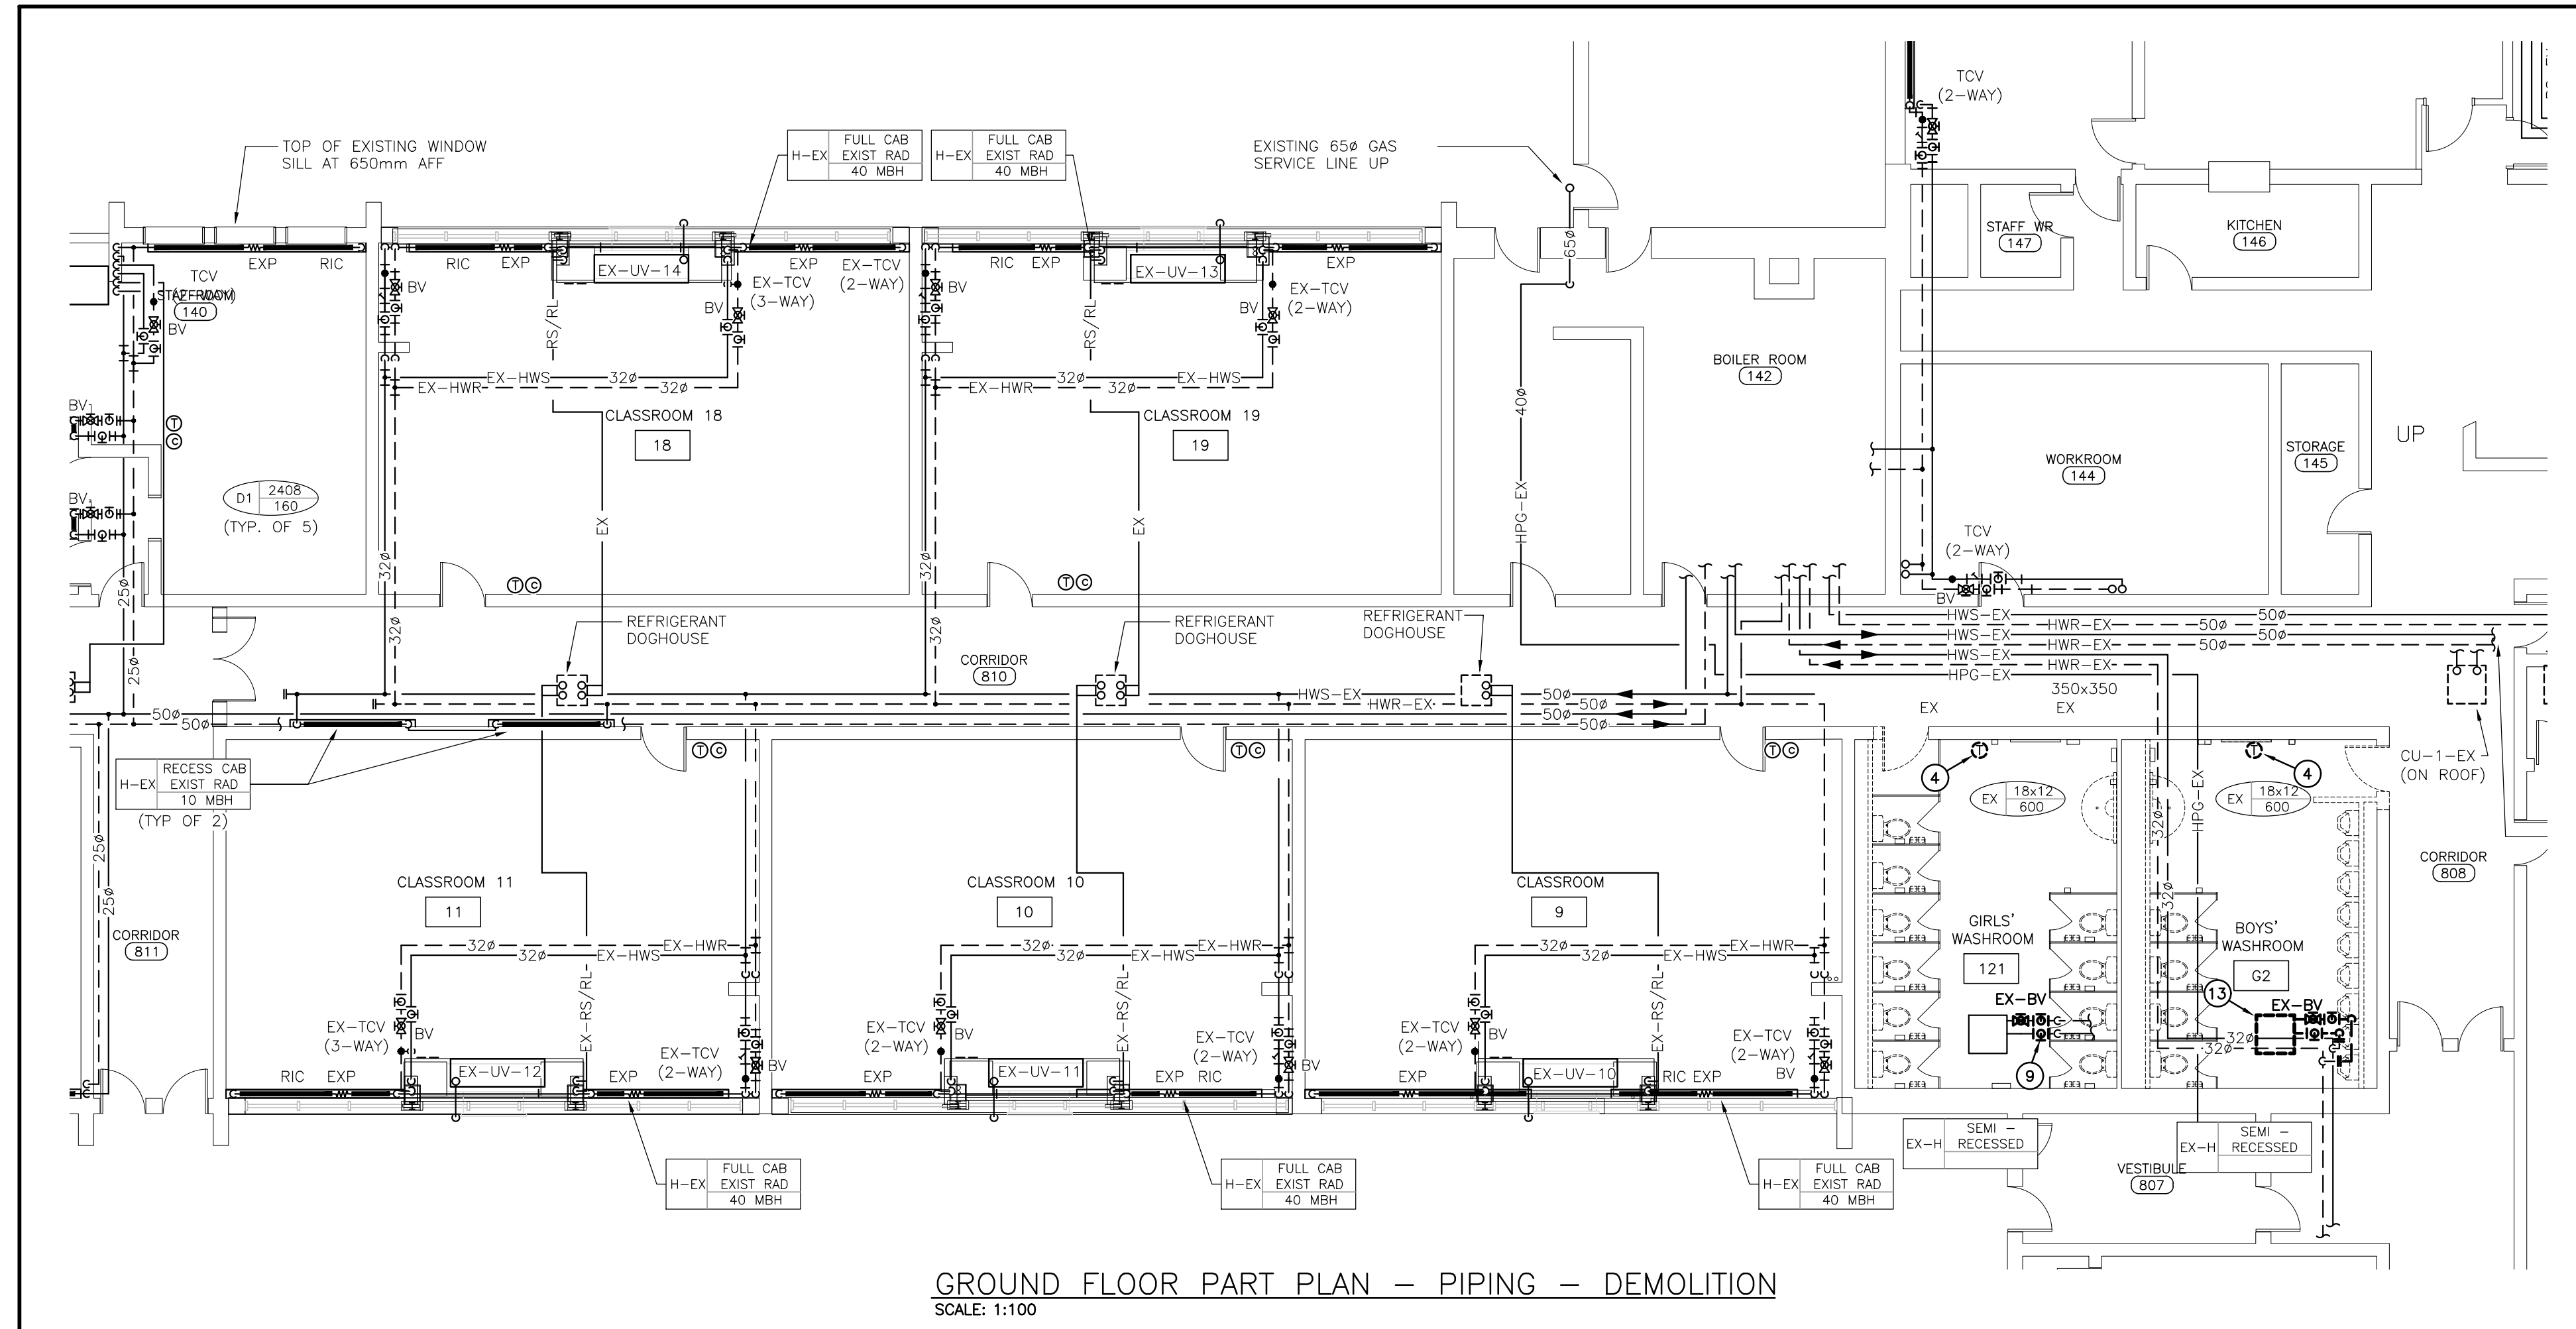 TOP OF EXISTING WINDOW
SILL AT 650mm AFF
H-EX
FULL CAB
EXIST RAD
40 MBH
H-EX
FULL CAB
EXIST RAD
40 MBH
EXISTING 65ø GAS
SERVICE LINE UP
TCV
(2-WAY)
STAFF WR
147
KITCHEN
146
EXP
RIC
TCV
(2-WAY)
STAFFROOM
140
BV
RIC
EXP
EX-UV-14
EXP
EX-TCV
(2-WAY)
BV
BV
EX-TCV
(3-WAY)
RS/RL
RIC
EXP
EX-UV-13
EXP
BV
BV
EX-TCV
(2-WAY)
RS/RL
65ø
EX-HWS
32ø
EX-HWR
32ø
32ø
EX-HWS
EX-HWR
32ø
BOILER ROOM
142
HPG-EX
40ø
BV
T
C
CLASSROOM 18
18
CLASSROOM 19
19
UP
WORKROOM
144
STORAGE
145
D1
2408
160
(TYP. OF 5)
BV
EX
EX
TCV
(2-WAY)
BV
25ø
32ø
32ø
32ø
32ø
T C
T C
25ø
REFRIGERANT
DOGHOUSE
REFRIGERANT
DOGHOUSE
REFRIGERANT
DOGHOUSE
HWS-EX
50ø
HWR-EX
50ø
HWS-EX
50ø
HWR-EX
50ø
HWS-EX
HWR-EX
HPG-EX
350x350
EX
EX
CORRIDOR
810
HWS-EX
50ø
HWR-EX
50ø
50ø
50ø
50ø
50ø
H-EX
RECESS CAB
EXIST RAD
10 MBH
(TYP OF 2)
T C
T C
T C
T
4
T
4
EX
18x12
600
EX
18x12
600
CU-1-EX
(ON ROOF)
32ø
HPG-EX
25ø
25ø
CORRIDOR
811
CLASSROOM 11
11
CLASSROOM 10
10
CLASSROOM
9
32ø
CORRIDOR
808
GIRLS'
WASHROOM
121
BOYS'
WASHROOM
G2
32ø
EX-HWR
32ø
EX-HWS
32ø
EX-HWR
32ø
EX-HWS
32ø
EX-HWR
32ø
EX-HWS
EX-RS/RL
EX-RS/RL
EX-RS/RL
EX-TCV
(3-WAY)
BV
EX-TCV
(2-WAY)
BV
EX-TCV
(2-WAY)
BV
EX-TCV
(2-WAY)
BV
EX-TCV
(2-WAY)
BV
EX-TCV
(2-WAY)
BV
EX-BV
9
13
EX-BV
32ø
32ø
RIC
EXP
EX-UV-12
EXP
EXP
EX-UV-11
EXP
RIC
EXP
EX-UV-10
RIC
EXP
H-EX
FULL CAB
EXIST RAD
40 MBH
H-EX
FULL CAB
EXIST RAD
40 MBH
H-EX
FULL CAB
EXIST RAD
40 MBH
EX-H
SEMI -
RECESSED
EX-H
SEMI -
RECESSED
VESTIBULE
807
GROUND FLOOR PART PLAN - PIPING - DEMOLITION
SCALE: 1:100